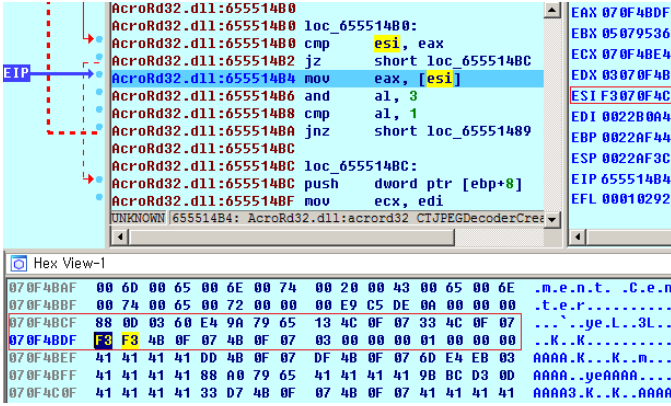 AcroRd32.dll:655514B0
AcroRd32.dll:655514B0 loc_655514B0:
AcroRd32.dll:655514B0 cmp esi, eax
AcroRd32.dll:655514B2 jz short loc_655514BC
EIP
AcroRd32.dll:655514B4 mov eax, [esi]
AcroRd32.dll:655514B6 and al, 3
AcroRd32.dll:655514B8 cmp al, 1
AcroRd32.dll:655514BA jnz short loc_65551489
AcroRd32.dll:655514BC
AcroRd32.dll:655514BC loc_655514BC:
AcroRd32.dll:655514BC push dword ptr [ebp+8]
AcroRd32.dll:655514BF mov ecx, edi
UNKNOWN 655514B4: AcroRd32.dll:acrord32_CTJPEGDecoderCrea
EAX 070F4BDF
EBX 05079536
ECX 070F4BE4
EDX 03070F4B
ESI F3070F4C
EDI 0022B0A4
EBP 0022AF44
ESP 0022AF3C
EIP 655514B4
EFL 00010292
Hex View-1
070F4BAF 00 6D 00 65 00 6E 00 74 00 20 00 43 00 65 00 6E .m.e.n.t. .C.e.n
070F4BBF 00 74 00 65 00 72 00 00 00 E9 C5 DE 0A 00 00 00 .t.e.r..........
070F4BCF 88 0D 03 60 E4 9A 79 65 13 4C 0F 07 33 4C 0F 07 ...`..ye.L..3L..
070F4BDF F3 F3 4B 0F 07 4B 0F 07 03 00 00 00 01 00 00 00 ..K..K..........
070F4BEF 41 41 41 41 DD 4B 0F 07 DF 4B 0F 07 6D E4 EB 03 AAAA.K...K..m...
070F4BFF 41 41 41 41 88 A0 79 65 41 41 41 41 9B BC D3 0D AAAA..yeAAAA....
070F4C0F 41 41 41 41 33 D7 4B 0F 07 4B 0F 07 41 41 41 41 AAAA3.K..K..AAAA